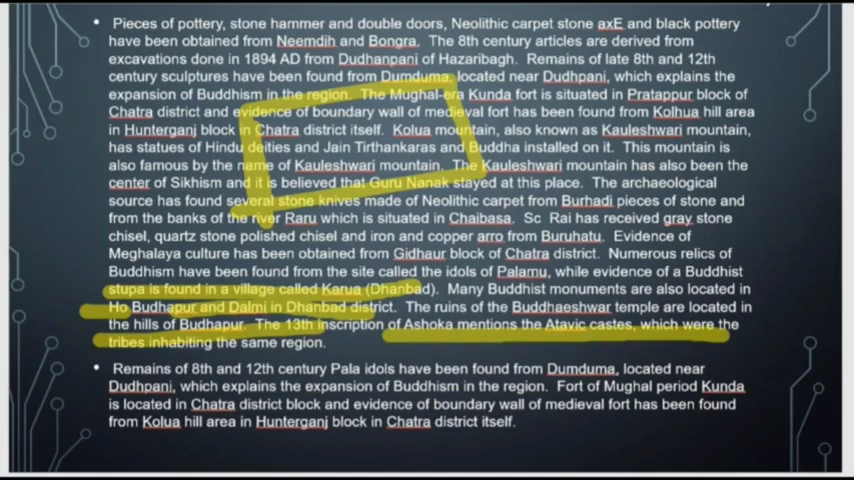 • Pieces of pottery, stone hammer and double doors, Neolithic carpet stone axE and black pottery
have been obtained from Neemdih and Bongra. The 8th century articles are derived from
excavations done in 1894 AD from Dudhanpani of Hazaribagh. Remains of late 8th and 12th
century sculptures have been found from Dumduma, located near Dudhpani, which explains the
expansion of Buddhism in the region. The Mughal-era Kunda fort is situated in Pratappur block of
Chatra district and evidence of boundary wall of medieval fort has been found from Kolhua hill area
in Hunterganj block in Chatra district itself. Kolua mountain, also known as Kauleshwari mountain,
has statues of Hindu deities and Jain Tirthankaras and Buddha installed on it. This mountain is
also famous by the name of Kauleshwari mountain. The Kauleshwari mountain has also been the
center of Sikhism and it is believed that Guru Nanak stayed at this place. The archaeological
source has found several stone knives made of Neolithic carpet from Burhadi pieces of stone and
from the banks of the river Raru which is situated in Chaibasa. Sc Rai has received gray stone
chisel, quartz stone polished chisel and iron and copper arro from Buruhatu. Evidence of
Meghalaya culture has been obtained from Gidhaur block of Chatra district. Numerous relics of
Buddhism have been found from the site called the idols of Palamu, while evidence of a Buddhist
stupa is found in a village called Karua (Dhanbad). Many Buddhist monuments are also located in
Ho Budhapur and Dalmi in Dhanbad district. The ruins of the Buddhaeshwar temple are located in
the hills of Budhapur. The 13th inscription of Ashoka mentions the Atavic castes, which were the
tribes inhabiting the same region.
• Remains of 8th and 12th century Pala idols have been found from Dumduma, located near
Dudhpani, which explains the expansion of Buddhism in the region. Fort of Mughal period Kunda
is located in Chatra district block and evidence of boundary wall of medieval fort has been found
from Kolua hill area in Hunterganj block in Chatra district itself.